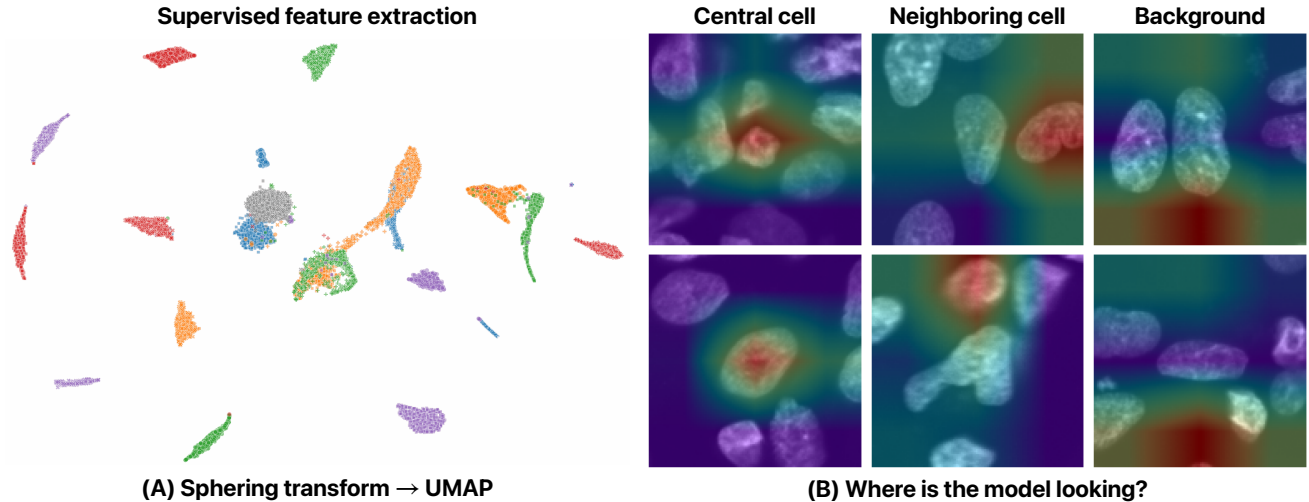 Supervised feature extraction
Central cell
Neighboring cell
Background
(A) Sphering transform → UMAP
(B) Where is the model looking?